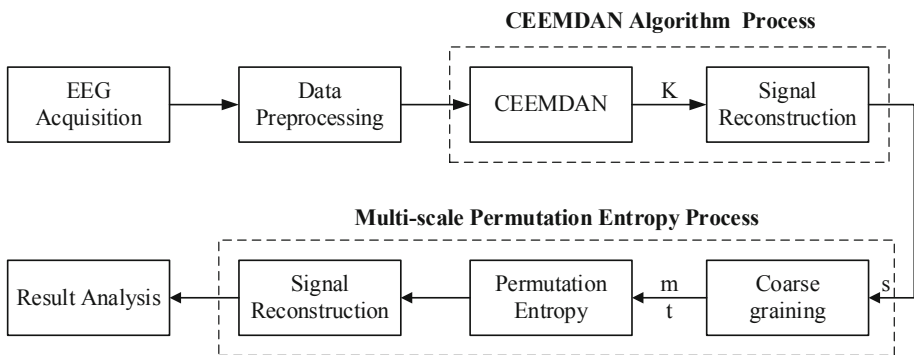 CEEMDAN Algorithm Process
EEG
Acquisition
Data
Preprocessing
CEEMDAN
K
Signal
Reconstruction
Multi-scale Permutation Entropy Process
Result Analysis
Signal
Reconstruction
Permutation
Entropy
m
t
Coarse
graining
s